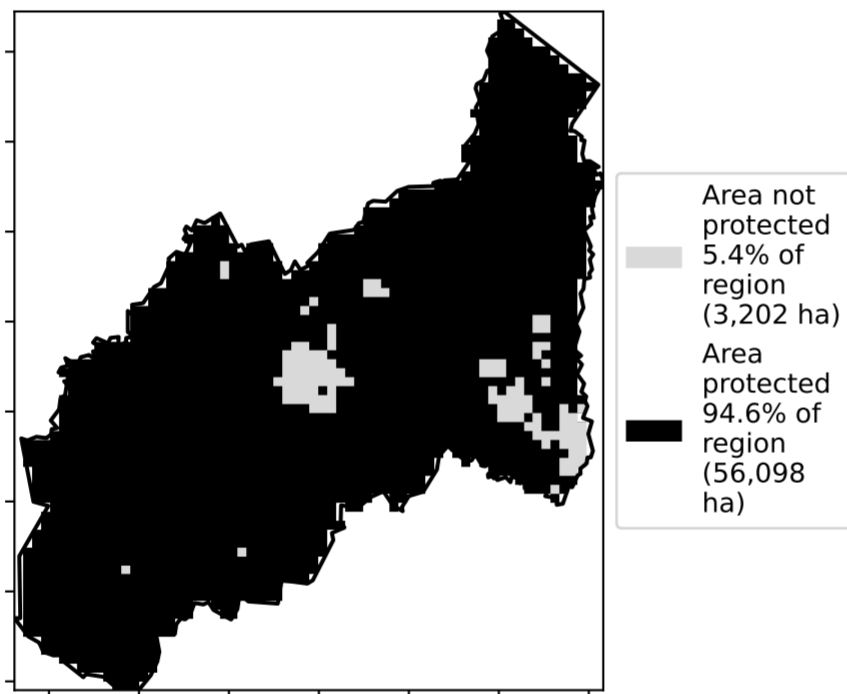 Area not
protected
5.4% of
region
(3,202 ha)
Area
protected
94.6% of
region
(56,098
ha)